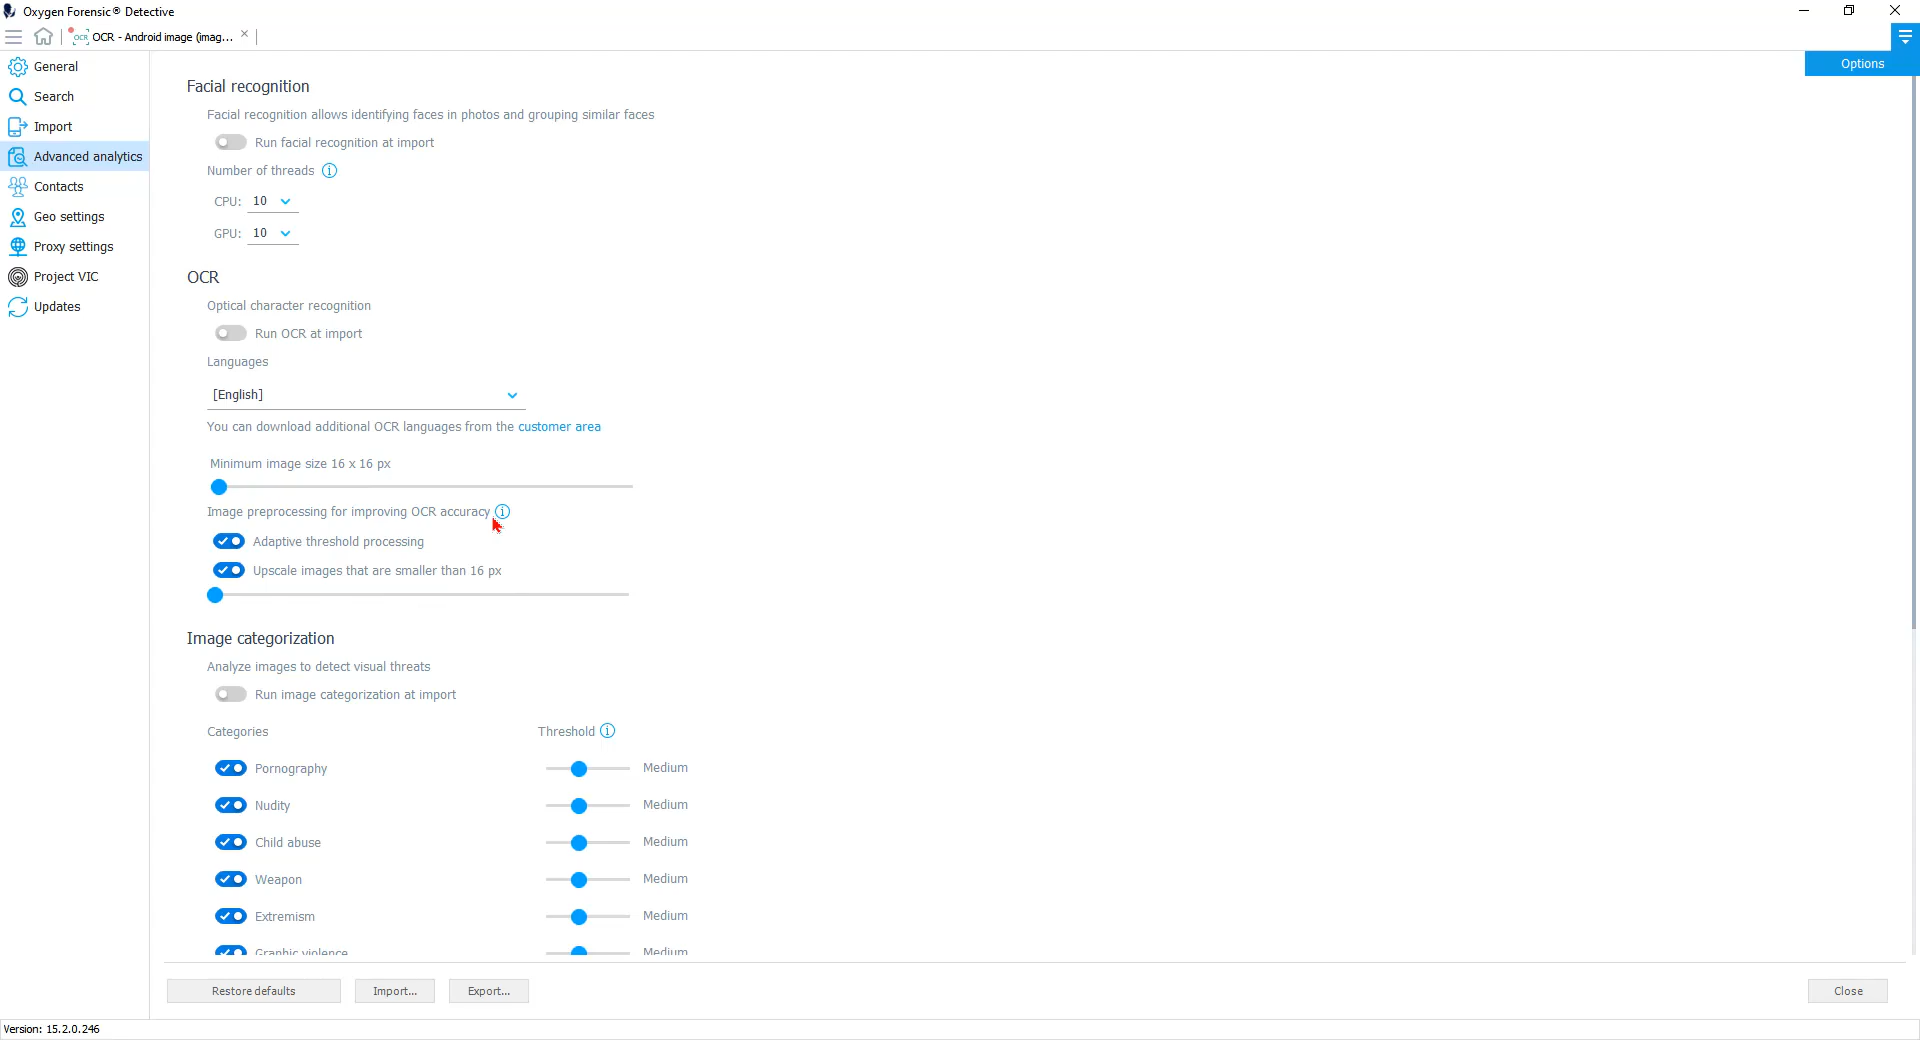 Oxygen Forensic® Detective
OCR - Android image (imag...
Options
General
Search
Import
Advanced analytics
Contacts
Geo settings
Proxy settings
Project VIC
Updates
Facial recognition
Facial recognition allows identifying faces in photos and grouping similar faces
Run facial recognition at import
Number of threads
CPU: 10
GPU: 10
OCR
Optical character recognition
Run OCR at import
Languages
[English]
You can download additional OCR languages from the customer area
Minimum image size 16 x 16 px
Image preprocessing for improving OCR accuracy
Adaptive threshold processing
Upscale images that are smaller than 16 px
Image categorization
Analyze images to detect visual threats
Run image categorization at import
Categories Threshold
Pornography Medium
Nudity Medium
Child abuse Medium
Weapon Medium
Extremism Medium
Graphic violence Medium
Restore defaults Import... Export... Close
Version: 15.2.0.246